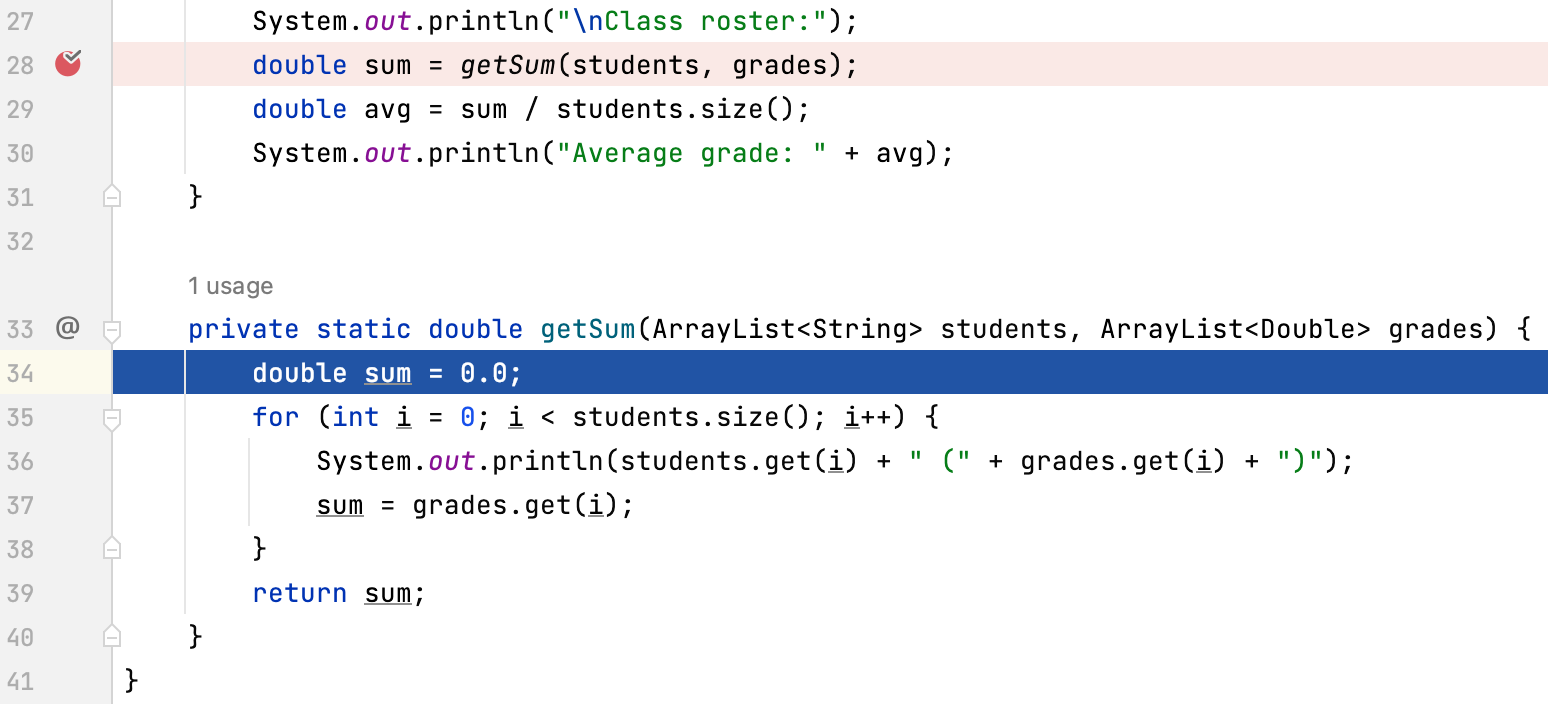 27 System.out.println("\nClass roster:");
28 double sum = getSum(students, grades);
29 double avg = sum / students.size();
30 System.out.println("Average grade: " + avg);
31 }
32
1 usage
33 @ private static double getSum(ArrayList<String> students, ArrayList<Double> grades) {
34 double sum = 0.0;
35 for (int i = 0; i < students.size(); i++) {
36 System.out.println(students.get(i) + " (" + grades.get(i) + ")");
37 sum = grades.get(i);
38 }
39 return sum;
40 }
41 }